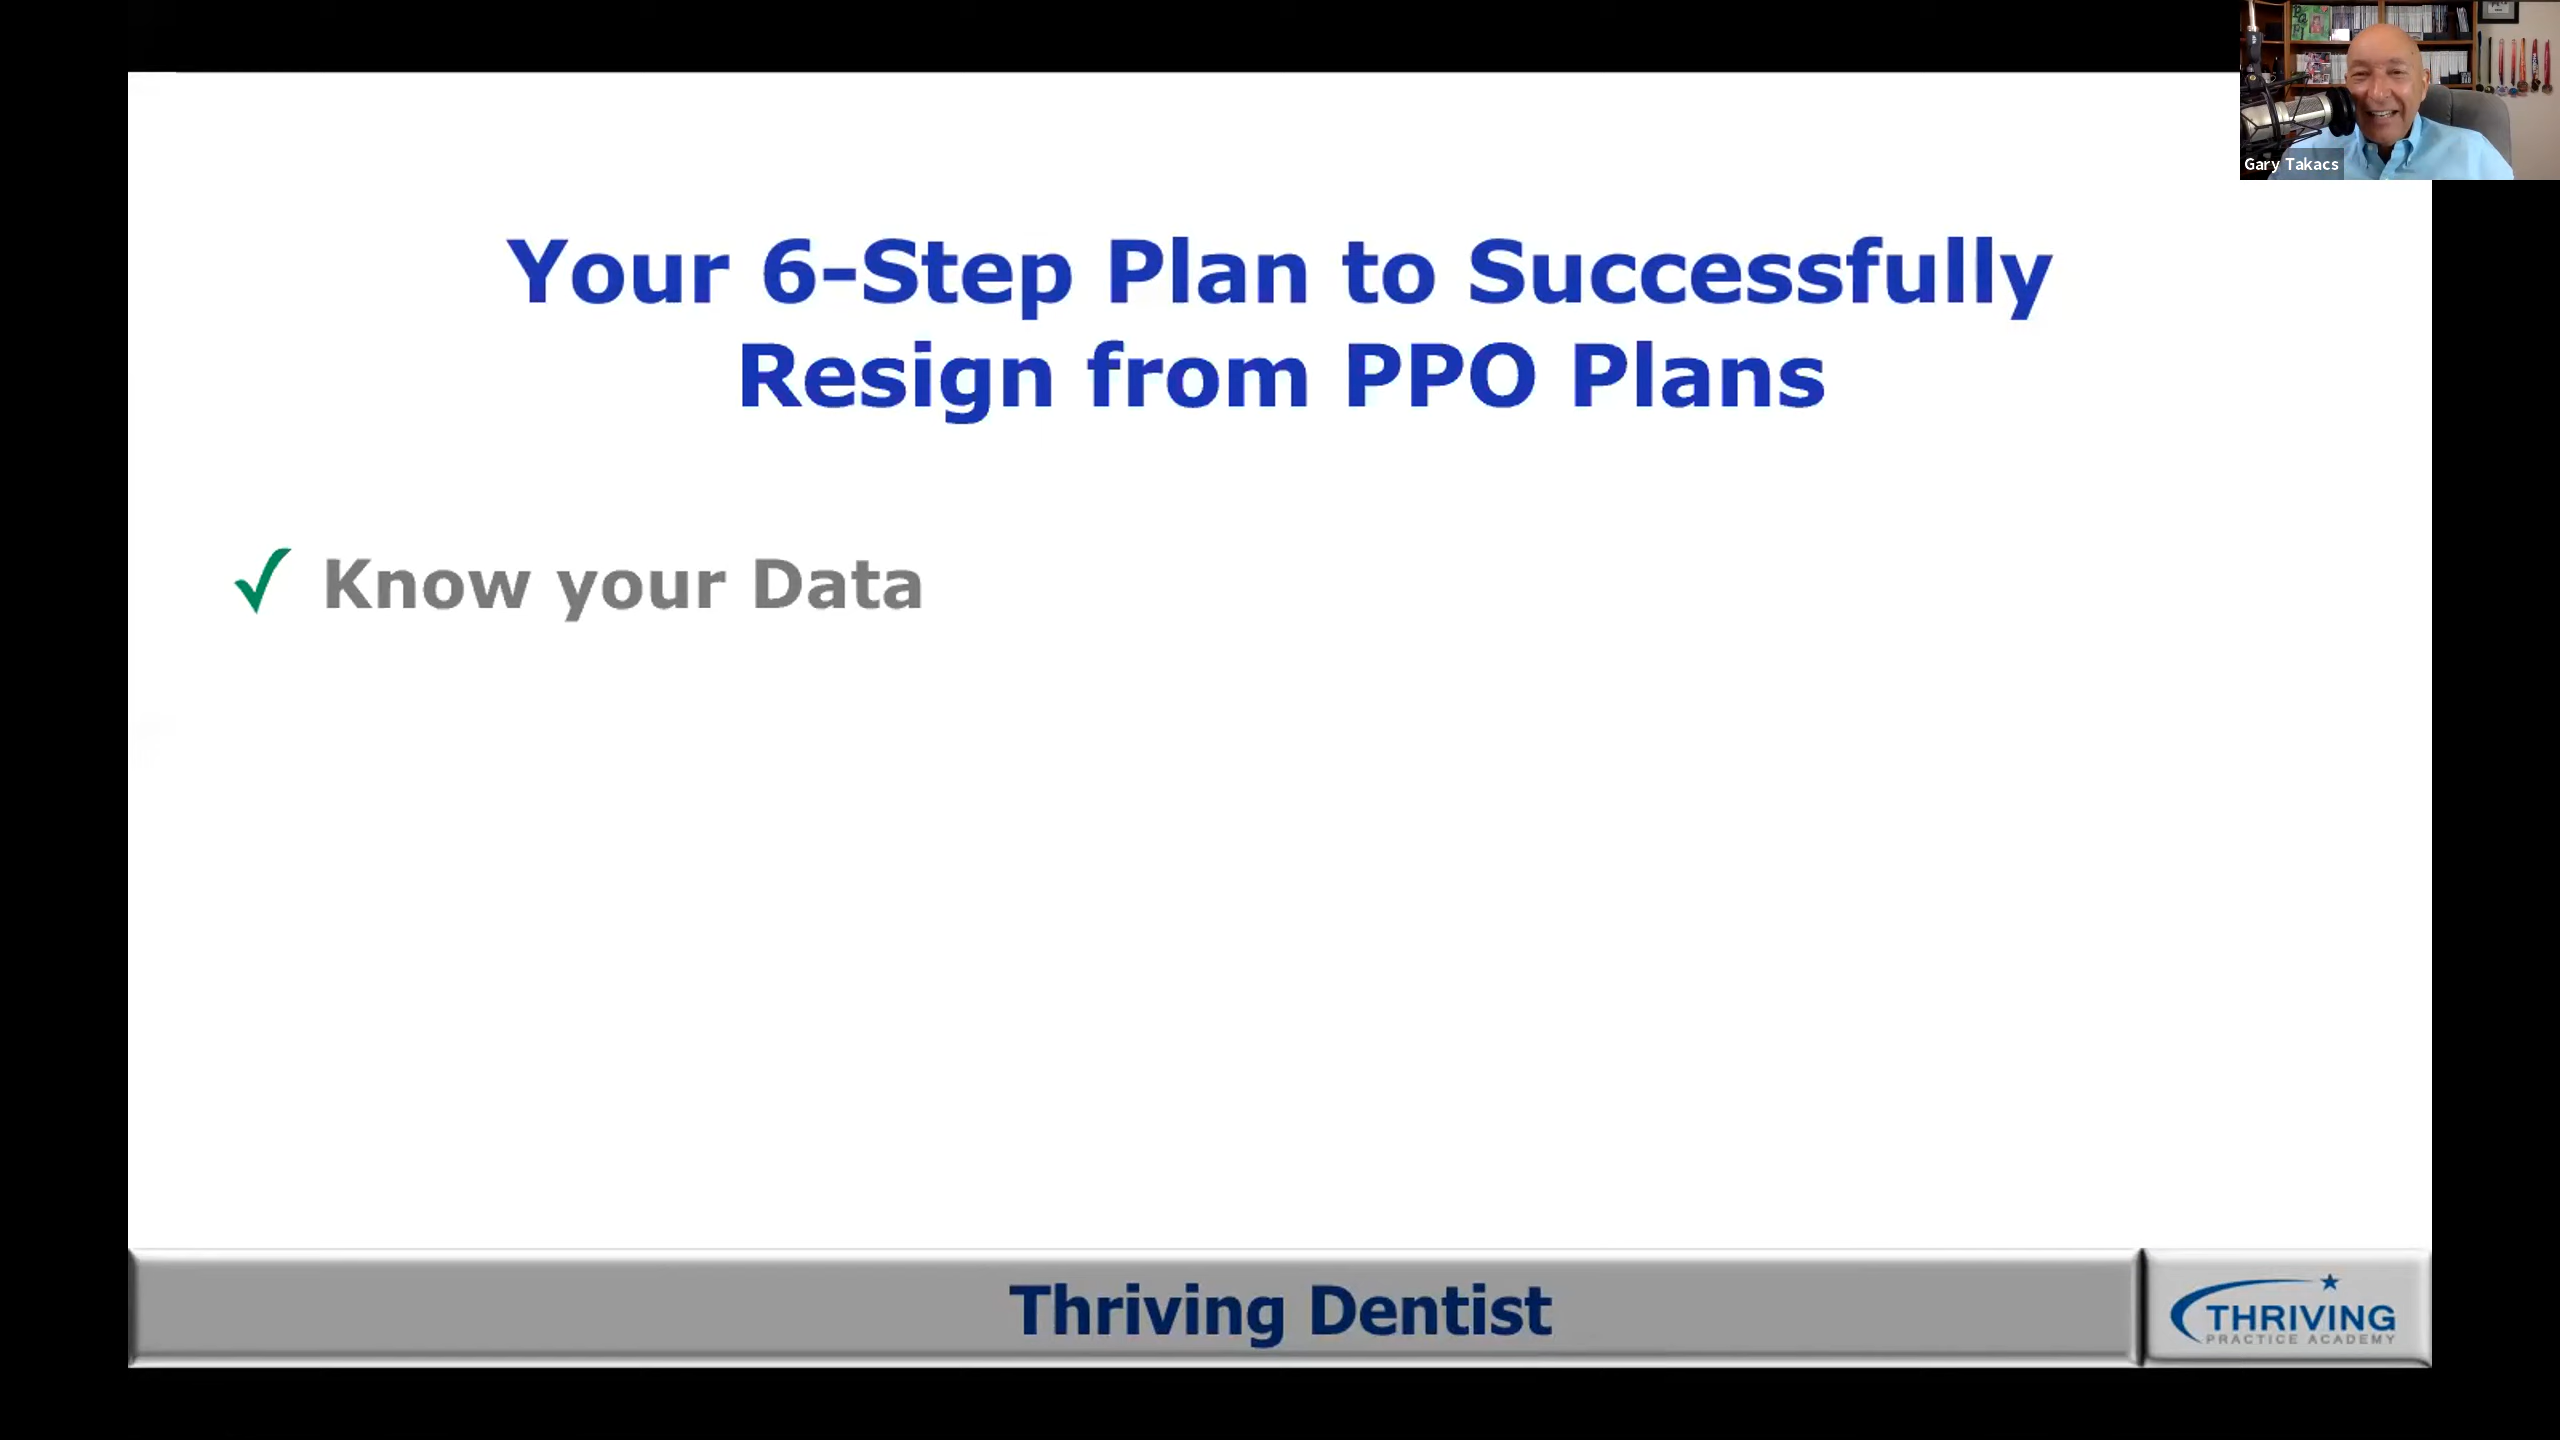 Gary Takacs
Your 6-Step Plan to Successfully
Resign from PPO Plans
✓ Know your Data
Thriving Dentist
THRIVING
PRACTICE ACADEMY